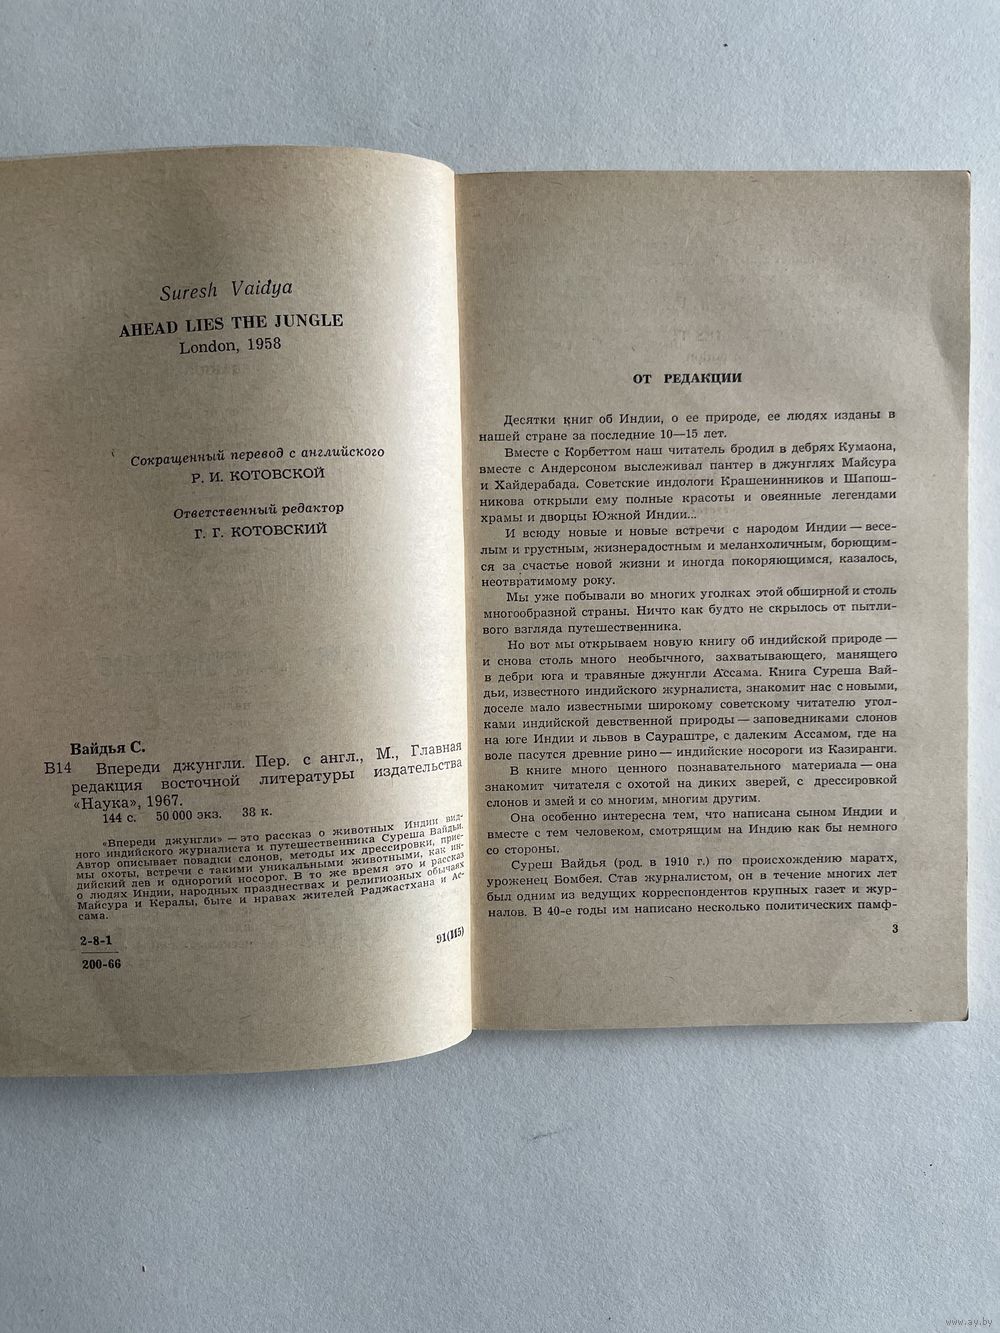 Suresh Vaidya
AHEAD LIES THE JUNGLE
London, 1958
Сокращенный перевод с английского
Р. И. КОТОВСКОЙ
Ответственный редактор
Г. Г. КОТОВСКИЙ
Вайдья С.
В14 Впереди джунгли. Пер. с англ., М., Главная
редакция восточной литературы издательства
«Наука», 1967.
144 с. 50 000 экз. 38 к.
«Впереди джунгли» — это рассказ о животных Индии вид-
ного индийского журналиста и путешественника Суреша Вайдьи.
Автор описывает повадки слонов, методы их дрессировки, прие-
мы охоты, встречи с такими уникальными животными, как ин-
дийский лев и однорогий носорог. В то же время это и рассказ
о людях Индии, народных празднествах и религиозных обычаях
Майсура и Кералы, быте и нравах жителей Раджастхана и Ас-
сама.
2-8-1
200-66
91(И5)
ОТ РЕДАКЦИИ
Десятки книг об Индии, о ее природе, ее людях изданы в
нашей стране за последние 10—15 лет.
Вместе с Корбеттом наш читатель бродил в дебрях Кумаона,
вместе с Андерсоном выслеживал пантер в джунглях Майсура
и Хайдерабада. Советские индологи Крашенинников и Шапош-
никова открыли ему полные красоты и овеянные легендами
храмы и дворцы Южной Индии...
И всюду новые и новые встречи с народом Индии — весе-
лым и грустным, жизнерадостным и меланхоличным, борющим-
ся за счастье новой жизни и иногда покоряющимся, казалось,
неотвратимому року.
Мы уже побывали во многих уголках этой обширной и столь
многообразной страны. Ничто как будто не скрылось от пытли-
вого взгляда путешественника.
Но вот мы открываем новую книгу об индийской природе —
и снова столь много необычного, захватывающего, манящего
в дебри юга и травяные джунгли Ассама. Книга Суреша Вай-
дьи, известного индийского журналиста, знакомит нас с новыми,
доселе мало известными широкому советскому читателю угол-
ками индийской девственной природы — заповедниками слонов
на юге Индии и львов в Саураштре, с далеким Ассамом, где на
воле пасутся древние рино — индийские носороги из Казиранги.
В книге много ценного познавательного материала — она
знакомит читателя с охотой на диких зверей, с дрессировкой
слонов и змей и со многим, многим другим.
Она особенно интересна тем, что написана сыном Индии и
вместе с тем человеком, смотрящим на Индию как бы немного
со стороны.
Суреш Вайдья (род. в 1910 г.) по происхождению маратх,
уроженец Бомбея. Став журналистом, он в течение многих лет
был одним из ведущих корреспондентов крупных газет и жур-
налов. В 40-е годы им написано несколько политических памф-
3
www.ay.by